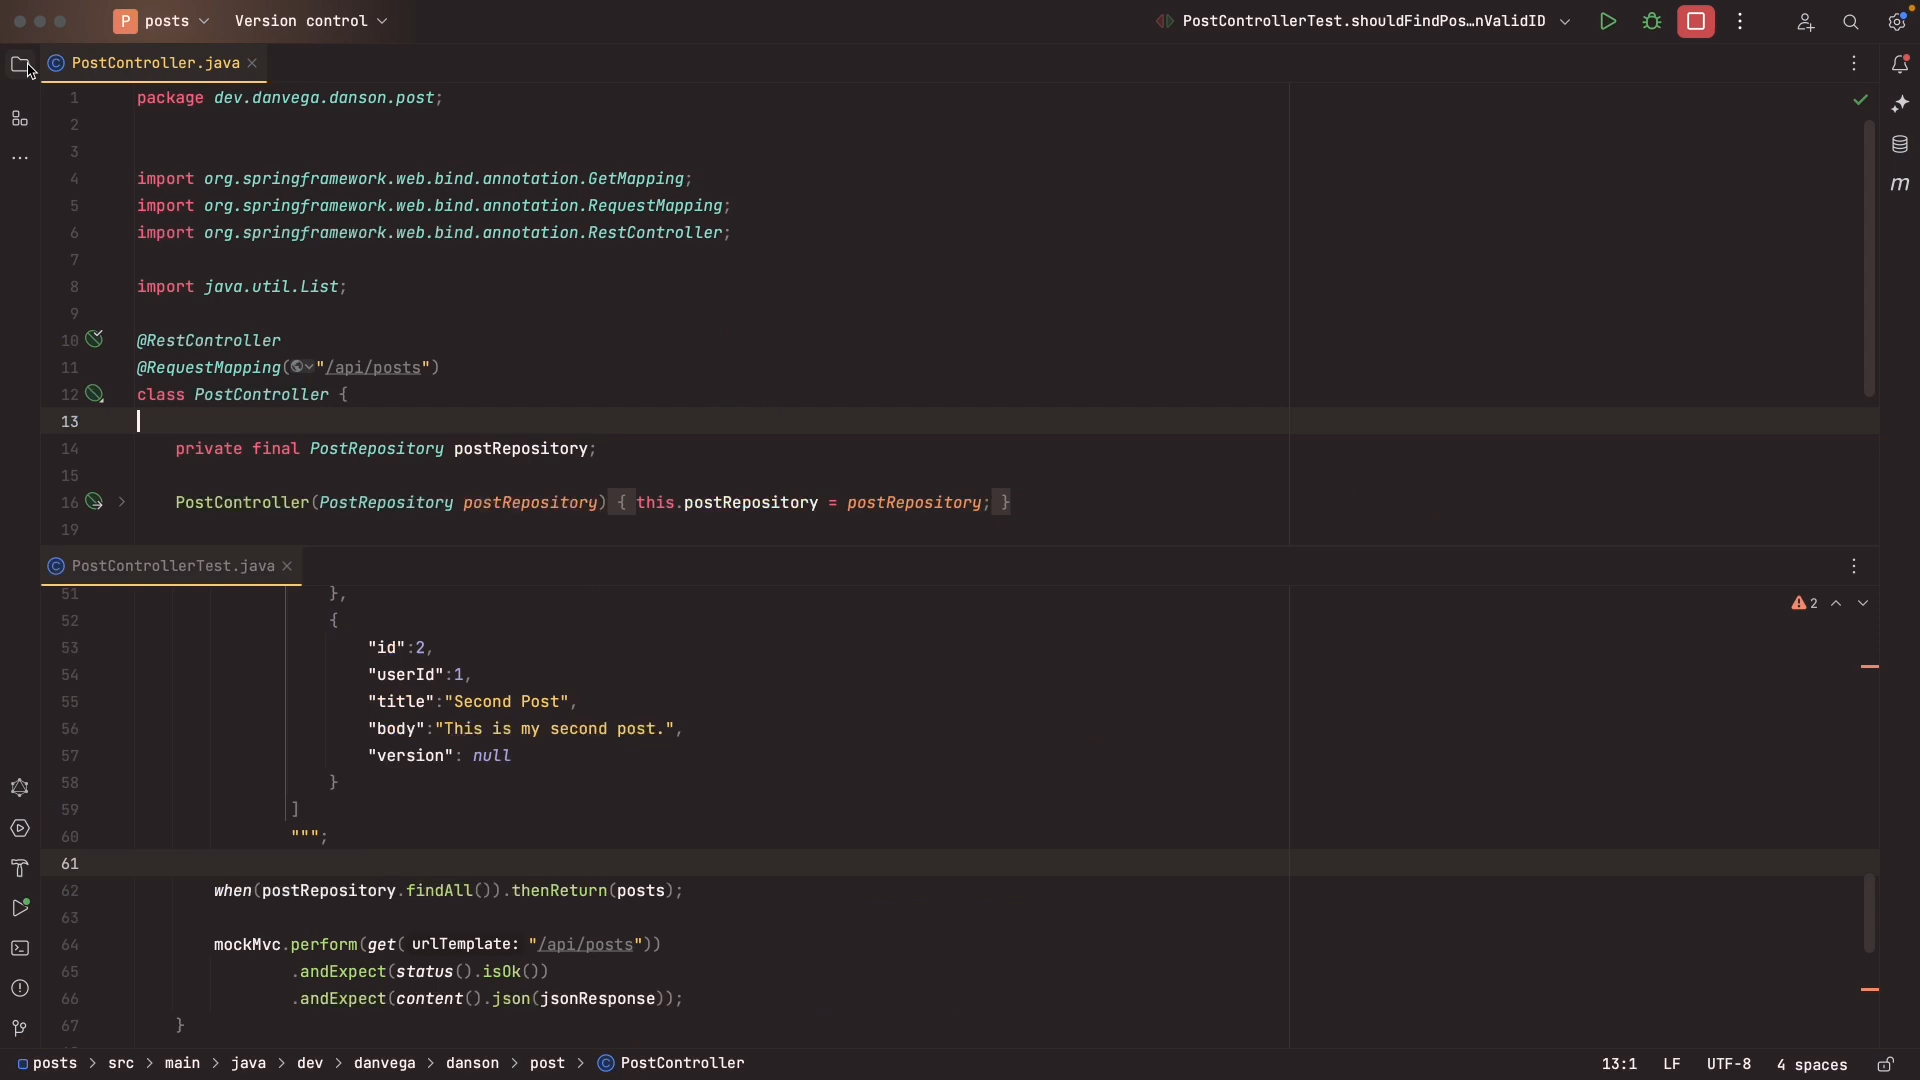 P posts Version control PostControllerTest.shouldFindPos…nValidID
PostController.java
1 package dev.danvega.danson.post;
2
3
4 import org.springframework.web.bind.annotation.GetMapping;
5 import org.springframework.web.bind.annotation.RequestMapping;
6 import org.springframework.web.bind.annotation.RestController;
7
8 import java.util.List;
9
10 @RestController
11 @RequestMapping("/api/posts")
12 class PostController {
13
14 private final PostRepository postRepository;
15
16 PostController(PostRepository postRepository) { this.postRepository = postRepository; }
19
PostControllerTest.java
51 },
2
52 {
53 "id":2,
54 "userId":1,
55 "title":"Second Post",
56 "body":"This is my second post.",
57 "version": null
58 }
59 ]
60 """;
61
62 when(postRepository.findAll()).thenReturn(posts);
63
64 mockMvc.perform(get( urlTemplate: "/api/posts"))
65 .andExpect(status().isOk())
66 .andExpect(content().json(jsonResponse));
67 }
posts > src > main > java > dev > danvega > danson > post > PostController 13:1 LF UTF-8 4 spaces